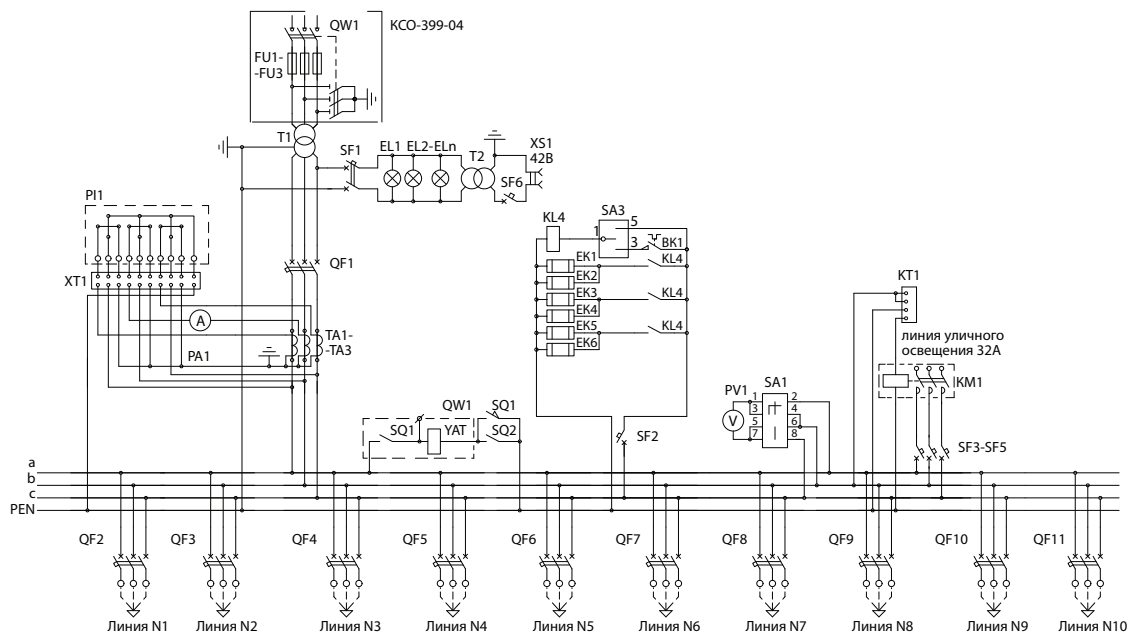 QW1
КСО-399-04
FU1-
-FU3
T1
SF1
EL1
EL2-ELn
T2
XS1
42В
SF6
PI1
XT1
QF1
A
PA1
TA1-
-TA3
KL4
SA3
1
5
3
BK1
EK1
KL4
EK2
EK3
KL4
EK4
EK5
KL4
EK6
KT1
линия уличного
освещения 32А
KM1
PV1
SA1
V
1
2
3
4
5
6
7
8
QW1
SQ1
SQ1
YAT
SQ2
SF2
SF3-SF5
a
b
c
PEN
QF2
QF3
QF4
QF5
QF6
QF7
QF8
QF9
QF10
QF11
Линия N1
Линия N2
Линия N3
Линия N4
Линия N5
Линия N6
Линия N7
Линия N8
Линия N9
Линия N10